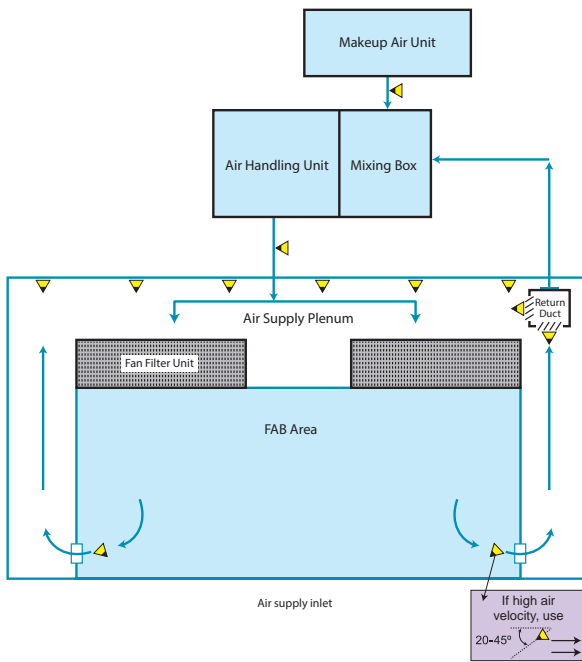 Makeup Air Unit
Air Handling Unit
Mixing Box
Return
Duct
Air Supply Plenum
Fan Filter Unit
FAB Area
Air supply inlet
If high air
velocity, use
20-45º